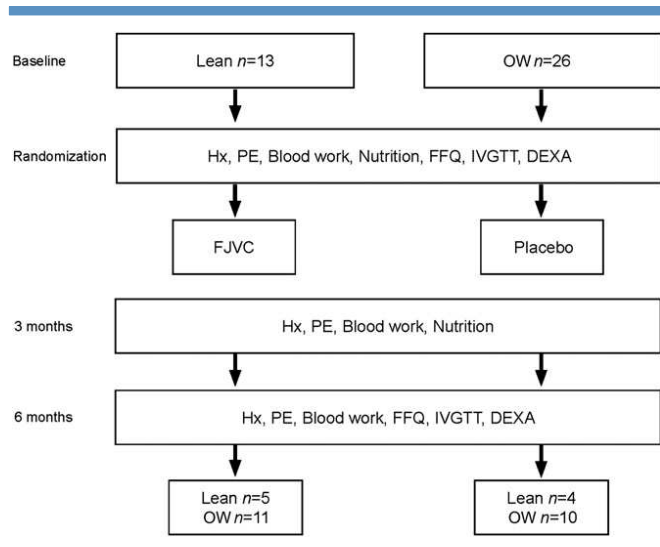 Baseline
Lean n=13
OW n=26
Randomization
Hx, PE, Blood work, Nutrition, FFQ, IVGTT, DEXA
FJVC
Placebo
3 months
Hx, PE, Blood work, Nutrition
6 months
Hx, PE, Blood work, FFQ, IVGTT, DEXA
Lean n=5
OW n=11
Lean n=4
OW n=10